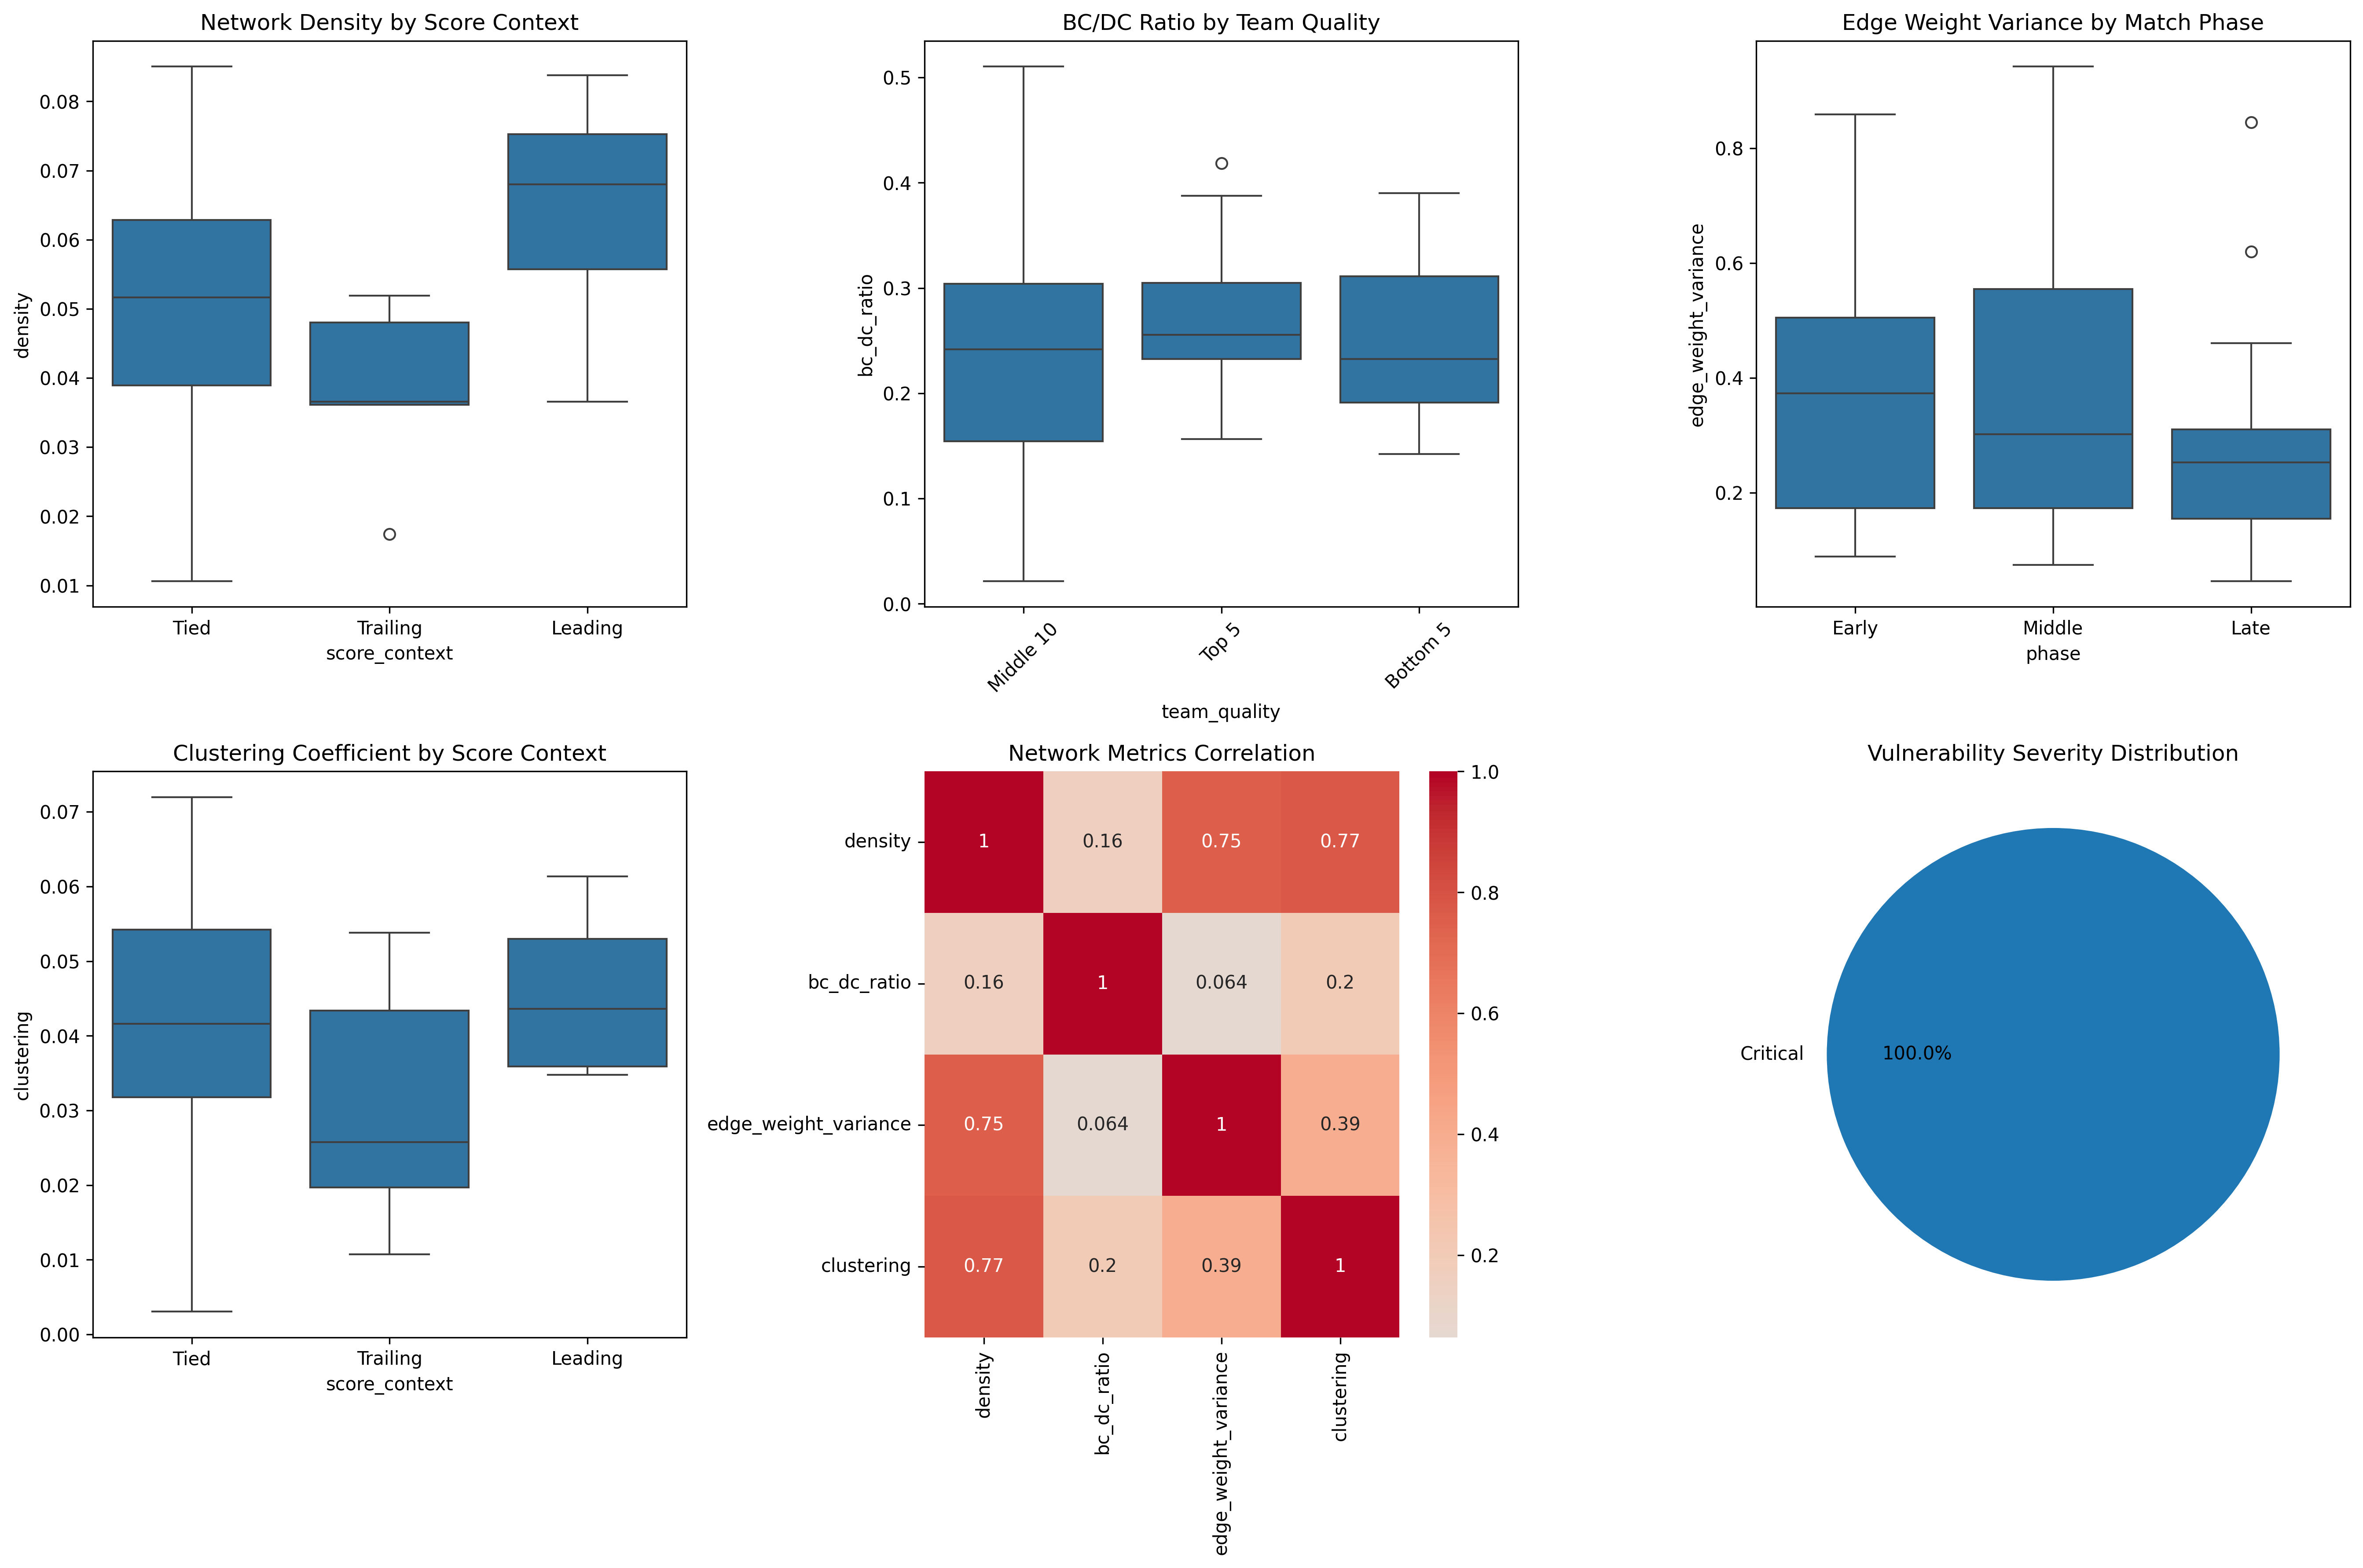 Network Density by Score Context
density
0.08
0.07
0.06
0.05
0.04
0.03
0.02
0.01
Tied Trailing Leading
score_context
BC/DC Ratio by Team Quality
bc_dc_ratio
0.5
0.4
0.3
0.2
0.1
0.0
Middle 10 Top 5 Bottom 5
team_quality
Edge Weight Variance by Match Phase
edge_weight_variance
0.8
0.6
0.4
0.2
Early Middle Late
phase
Clustering Coefficient by Score Context
clustering
0.07
0.06
0.05
0.04
0.03
0.02
0.01
0.00
Tied Trailing Leading
score_context
Network Metrics Correlation
density 1 0.16 0.75 0.77
bc_dc_ratio 0.16 1 0.064 0.2
edge_weight_variance 0.75 0.064 1 0.39
clustering 0.77 0.2 0.39 1
density bc_dc_ratio edge_weight_variance clustering
1.0
0.8
0.6
0.4
0.2
Vulnerability Severity Distribution
Critical 100.0%